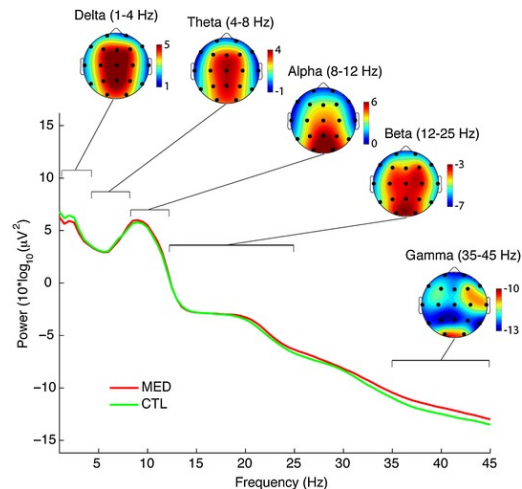 Delta (1-4 Hz)
5
1
Theta (4-8 Hz)
4
-1
Alpha (8-12 Hz)
6
0
Beta (12-25 Hz)
-3
-7
Gamma (35-45 Hz)
-10
-13
Power (10*log10(μV2)
15
10
5
0
−5
−10
−15
MED
CTL
5 10 15 20 25 30 35 40 45
Frequency (Hz)